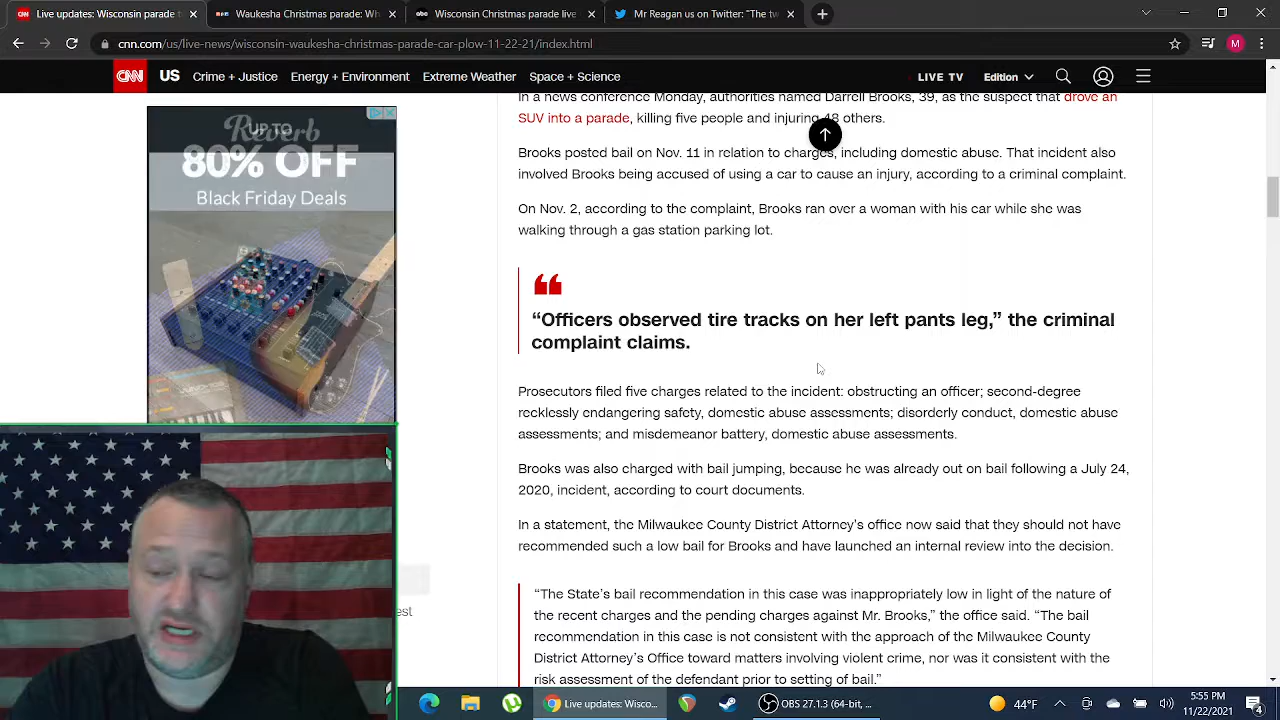 Live updates: Wisconsin parade
Waukesha Christmas parade: Wh
Wisconsin Christmas parade live
Mr Reagan us on Twitter: "The tw
cnn.com/us/live-news/wisconsin-waukesha-christmas-parade-car-plow-11-22-21/index.html
M
CNN US Crime + Justice Energy + Environment Extreme Weather Space + Science LIVE TV Edition
In a news conference Monday, authorities named Darrell Brooks, 39, as the suspect that drove an
SUV into a parade, killing five people and injuring 48 others.
Brooks posted bail on Nov. 11 in relation to charges, including domestic abuse. That incident also
involved Brooks being accused of using a car to cause an injury, according to a criminal complaint.
On Nov. 2, according to the complaint, Brooks ran over a woman with his car while she was
walking through a gas station parking lot.
“Officers observed tire tracks on her left pants leg,” the criminal
complaint claims.
Prosecutors filed five charges related to the incident: obstructing an officer; second-degree
recklessly endangering safety, domestic abuse assessments; disorderly conduct, domestic abuse
assessments; and misdemeanor battery, domestic abuse assessments.
Brooks was also charged with bail jumping, because he was already out on bail following a July 24,
2020, incident, according to court documents.
In a statement, the Milwaukee County District Attorney's office now said that they should not have
recommended such a low bail for Brooks and have launched an internal review into the decision.
“The State's bail recommendation in this case was inappropriately low in light of the nature of
the recent charges and the pending charges against Mr. Brooks,” the office said. “The bail
recommendation in this case is not consistent with the approach of the Milwaukee County
District Attorney's Office toward matters involving violent crime, nor was it consistent with the
risk assessment of the defendant prior to setting of bail.”
Reverb
UP TO
80% OFF
Black Friday Deals
est
Live updates: Wisco...
OBS 27.1.3 (64-bit, ...
44°F
5:55 PM
11/22/2021